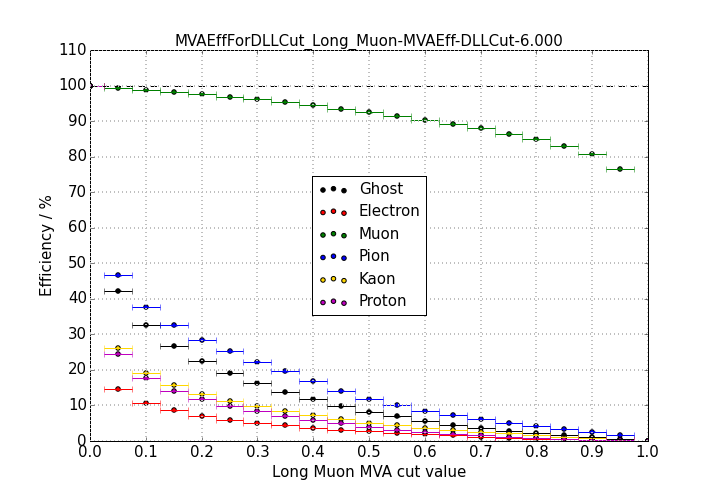 MVAEffForDLLCut_Long_Muon-MVAEff-DLLCut-6.000
110
100
90
80
70
60
50
40
30
20
10
0
Efficiency / %
Ghost
Electron
Muon
Pion
Kaon
Proton
0.0 0.1 0.2 0.3 0.4 0.5 0.6 0.7 0.8 0.9 1.0
Long Muon MVA cut value